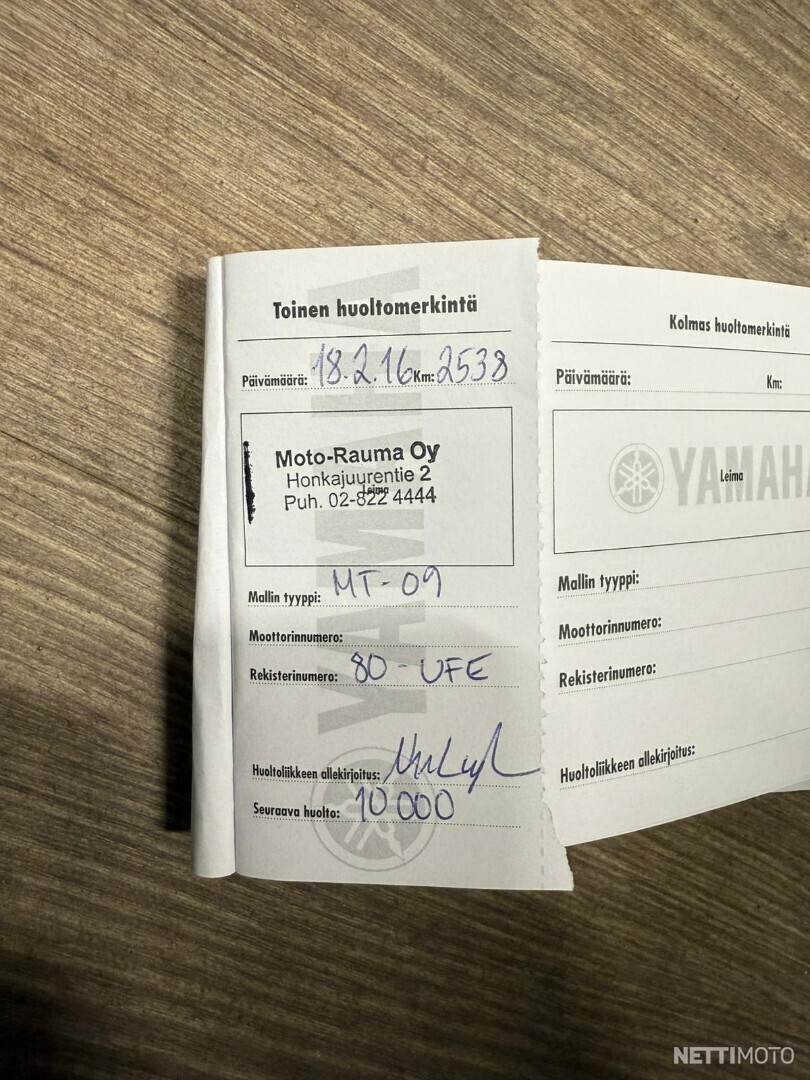 Toinen huoltomerkintä
Päivämäärä: 18.2.16 Km: 2538
Moto-Rauma Oy
Honkajuurentie 2
Leima
Puh. 02-822 4444
Mallin tyyppi: MT-09
Moottorinnumero:
Rekisterinumero: 80-UFE
Huoltoliikkeen allekirjoitus:
Seuraava huolto: 10 000
YAMAHA
Kolmas huoltomerkintä
Päivämäärä: Km:
YAMAHA
Leima
Mallin tyyppi:
Moottorinnumero:
Rekisterinumero:
Huoltoliikkeen allekirjoitus:
NETTIMOTO